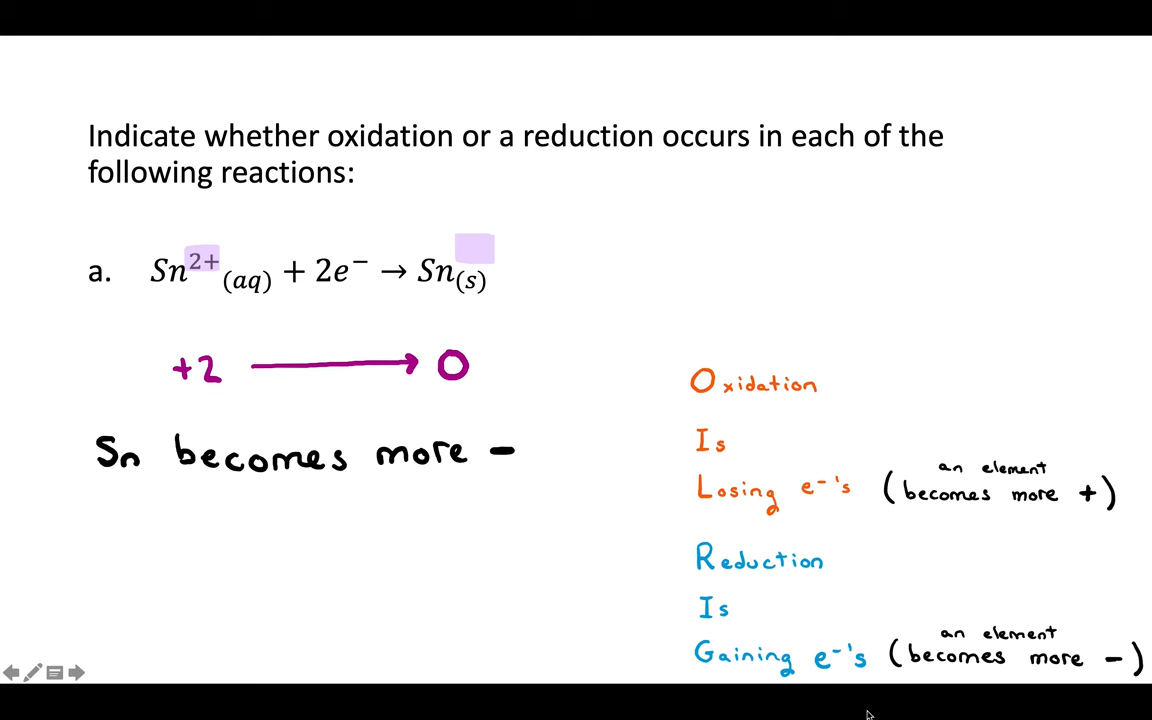 Indicate whether oxidation or a reduction occurs in each of the
following reactions:
a. Sn²⁺₍aq₎ + 2e⁻ → Sn₍s₎
+2 → 0
Sn becomes more -
Oxidation
Is
Losing e⁻'s (an element becomes more +)
Reduction
Is
Gaining e⁻'s (an element becomes more -)